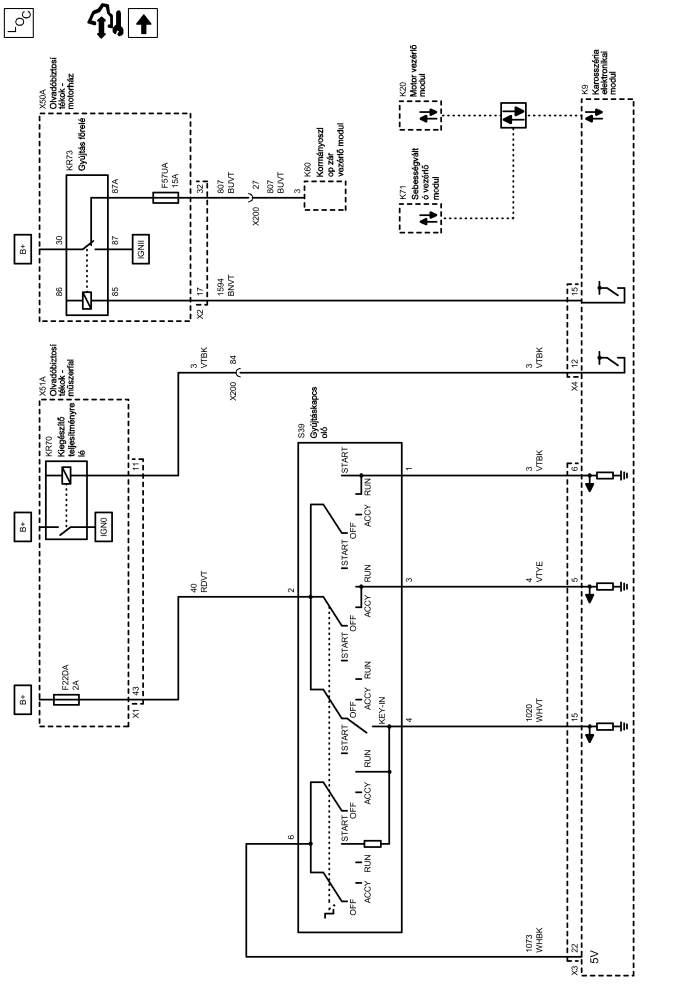 LOC
X50A
Olvadóbiztosí
tékok -
motorház
KR73
Gyújtás főrelé
B+
30
87A
86
85
87
IGNII
F57UA
15A
32
X2
17
807
BUVT
27
X200
807
BUVT
3
K60
Kormányoszl
op zár
vezérlő modul
1594
BNVT
K20
Motor vezérlő
modul
K71
Sebességvált
ó vezérlő
modul
K9
Karosszéria
elektronikai
modul
15
X51A
Olvadóbiztosí
tékok -
műszerfal
KR70
Kiegészítő
teljesítményre
lé
B+
IGN0
11
3
VTBK
84
X200
3
VTBK
12
X4
B+
F22DA
2A
43
X1
40
RDVT
2
S39
Gyújtáskapcs
oló
START
RUN
ACCY
OFF
1
3
VTBK
6
START
RUN
ACCY
OFF
3
4
VTYE
5
START
RUN
ACCY
OFF
KEY-IN
4
1020
WHVT
15
START
RUN
ACCY
OFF
START
RUN
ACCY
OFF
6
1073
WHBK
22
X3
5V